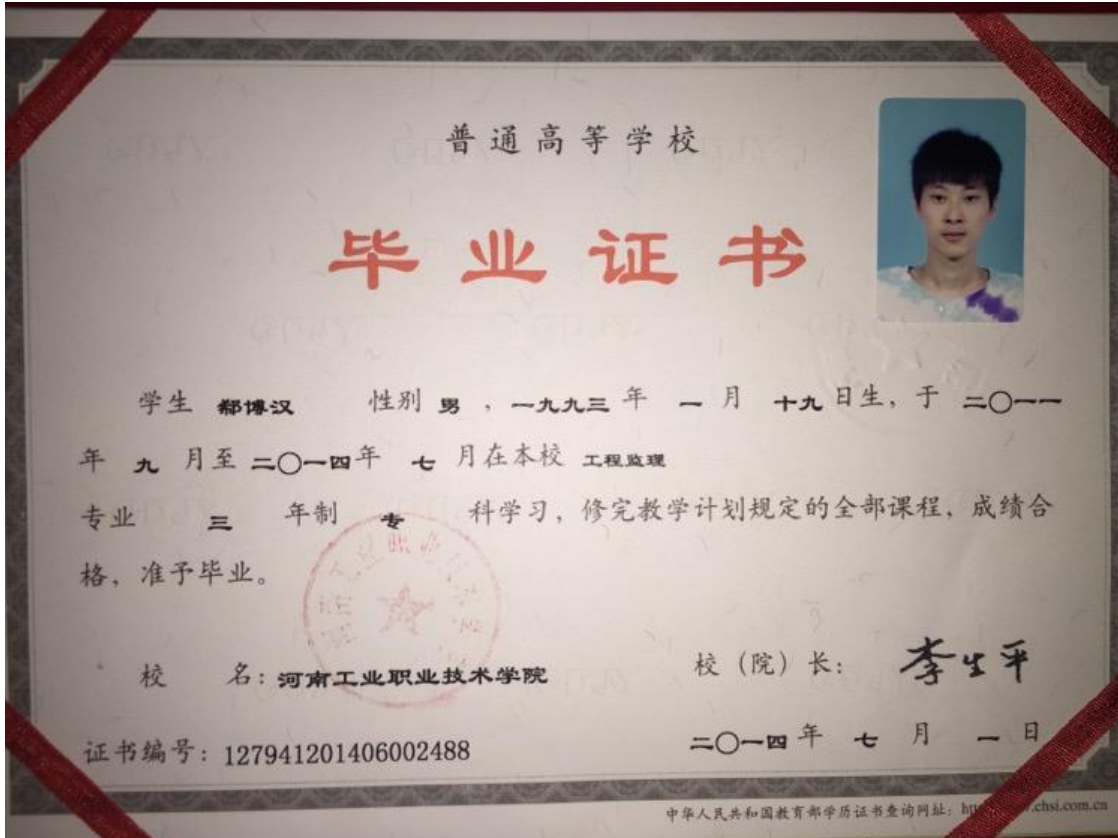 普通高等学校
毕业证书
学生 郗博汉 性别 男 ，一九九三 年 一 月 十九 日生，于 二〇一一
年 九 月至 二〇一四 年 七 月在本校 工程监理
专业 三 年制 专 科学习，修完教学计划规定的全部课程，成绩合
格，准予毕业。
校 名：河南工业职业技术学院
校（院）长：李生平
证书编号：127941201406002488
二〇一四 年 七 月 一 日
中华人民共和国教育部学历证书查询网址：htt .chsi.com.cn